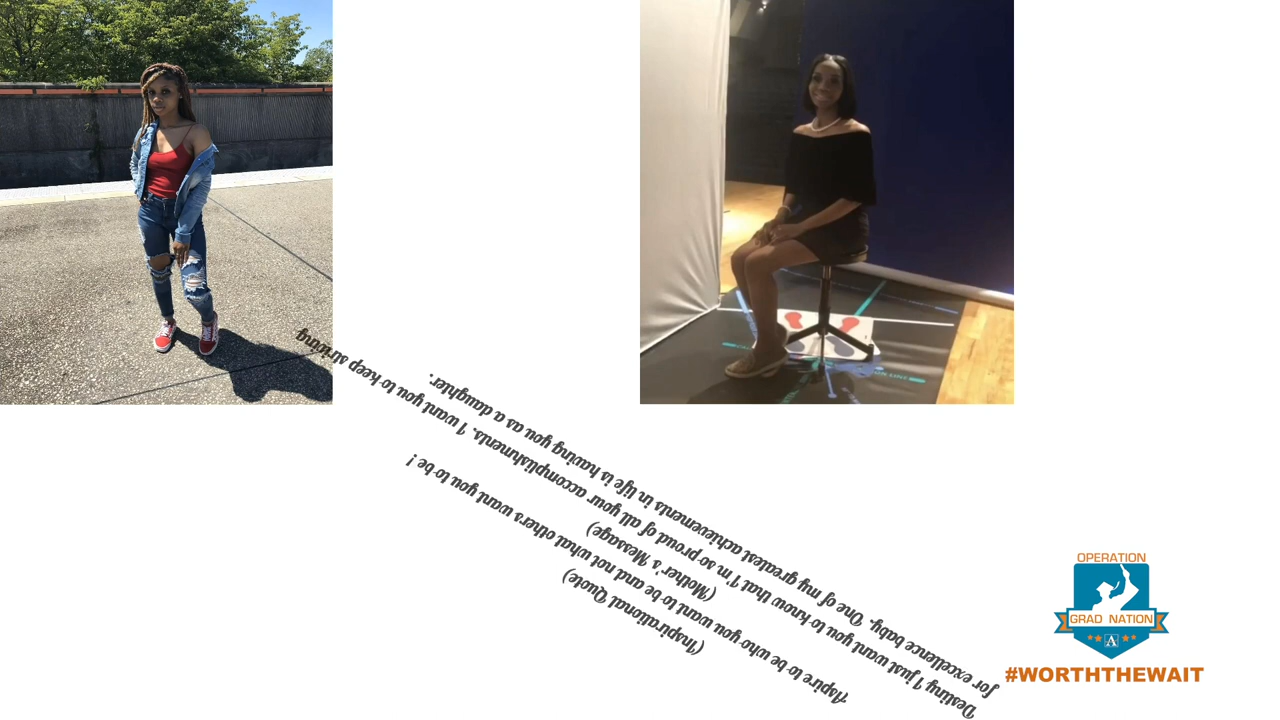 (Inspirational Quote)
Aspire to be who you want to be and not what others want you to be!
(Mother's Message)
Destiny I just want you to know that I'm so proud of all your accomplishments. I want you to keep striving
for excellence baby. One of my greatest achievements in life is having you as a daughter.
OPERATION
GRAD NATION
A
#WORTHTHEWAIT